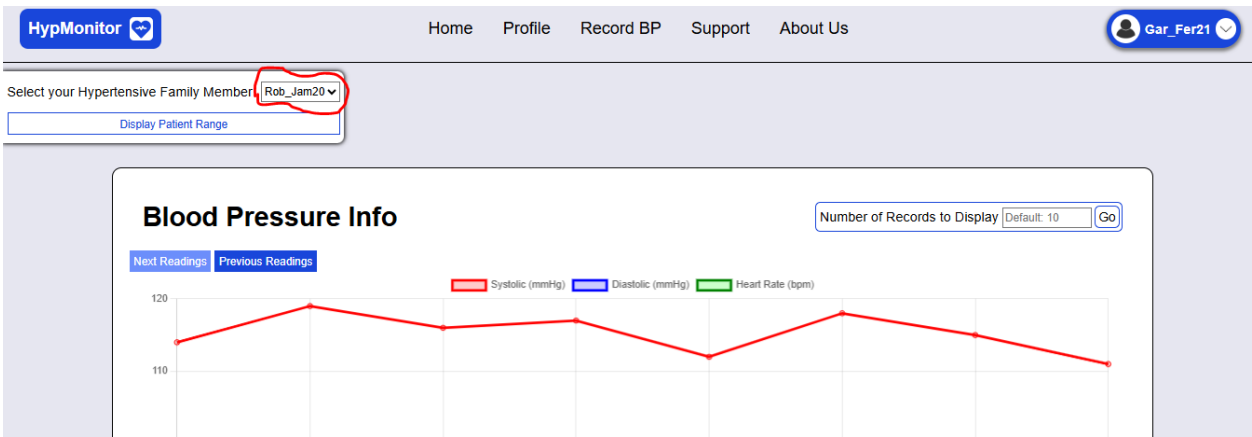 HypMonitor
Home Profile Record BP Support About Us
Gar_Fer21
Select your Hypertensive Family Member Rob_Jam20
Display Patient Range
Blood Pressure Info
Number of Records to Display Default: 10 Go
Next Readings Previous Readings
Systolic (mmHg) Diastolic (mmHg) Heart Rate (bpm)
120
110